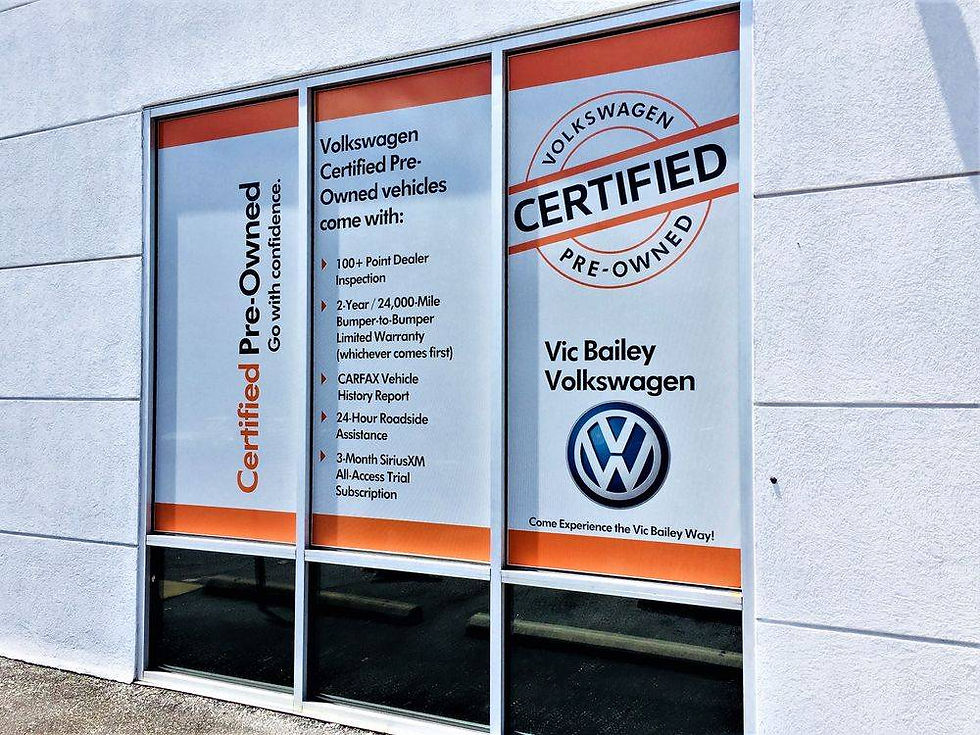 Certified Pre-Owned
Go with confidence.
Volkswagen
Certified Pre-
Owned vehicles
come with:
100+ Point Dealer
Inspection
2-Year / 24,000-Mile
Bumper-to-Bumper
Limited Warranty
(whichever comes first)
CARFAX Vehicle
History Report
24-Hour Roadside
Assistance
3-Month SiriusXM
All-Access Trial
Subscription
VOLKSWAGEN
CERTIFIED
PRE-OWNED
Vic Bailey
Volkswagen
VW
Come Experience the Vic Bailey Way!